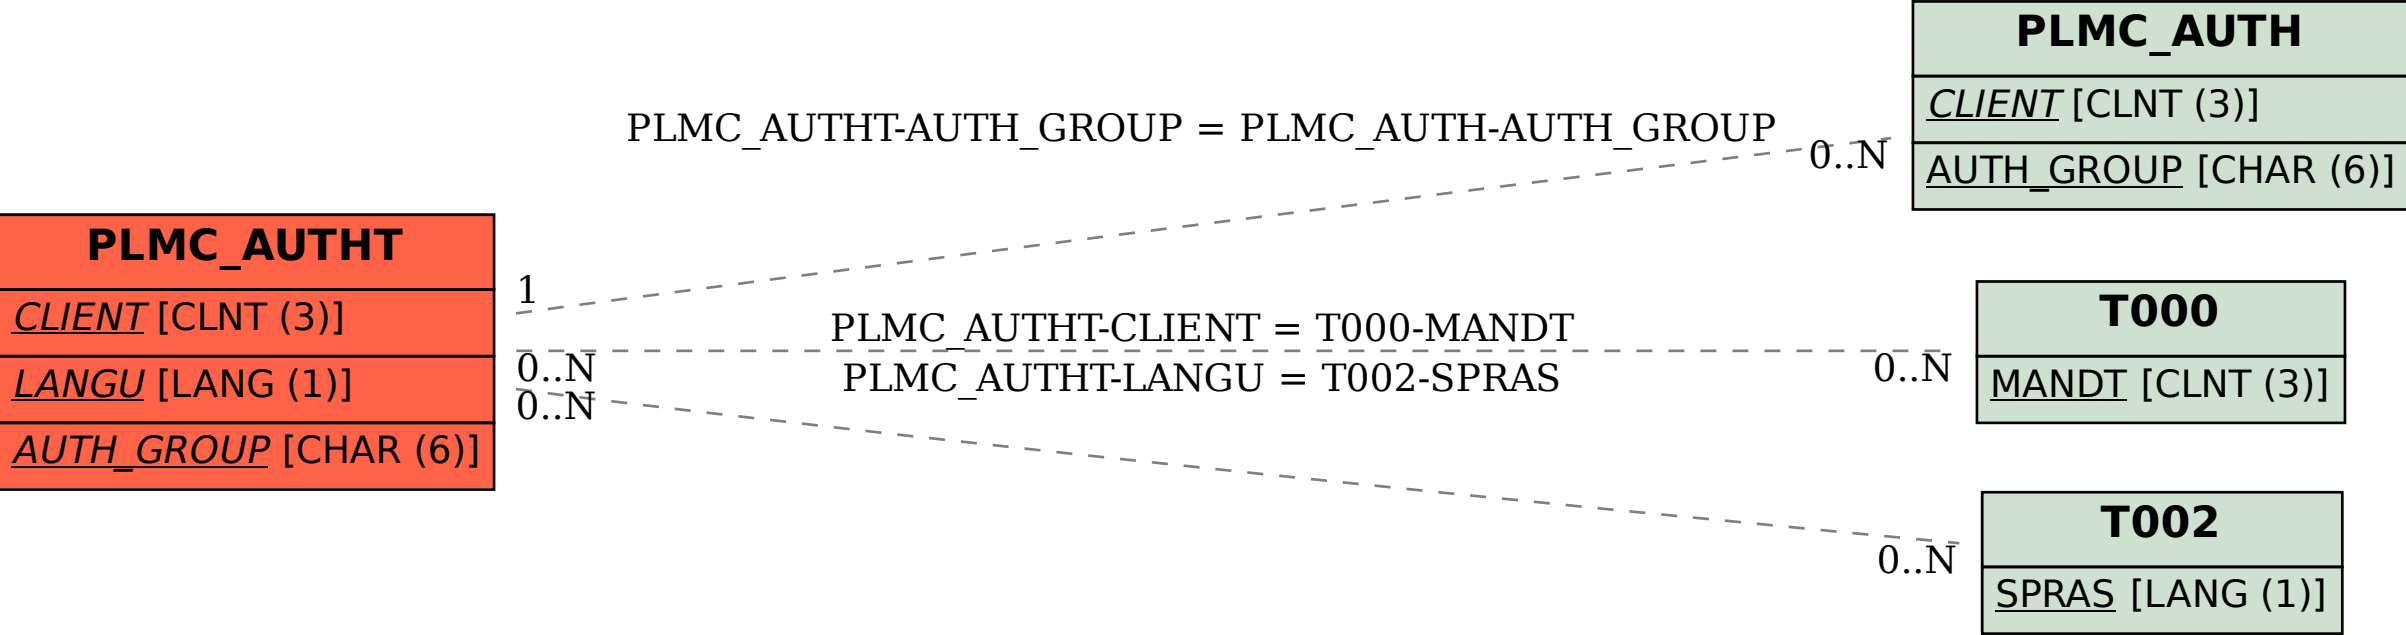 PLMC_AUTH
CLIENT [CLNT (3)]
AUTH_GROUP [CHAR (6)]
PLMC_AUTHT-AUTH_GROUP = PLMC_AUTH-AUTH_GROUP
0..N
PLMC_AUTHT
CLIENT [CLNT (3)]
LANGU [LANG (1)]
AUTH_GROUP [CHAR (6)]
1
0..N
0..N
PLMC_AUTHT-CLIENT = T000-MANDT
PLMC_AUTHT-LANGU = T002-SPRAS
0..N
T000
MANDT [CLNT (3)]
0..N
T002
SPRAS [LANG (1)]